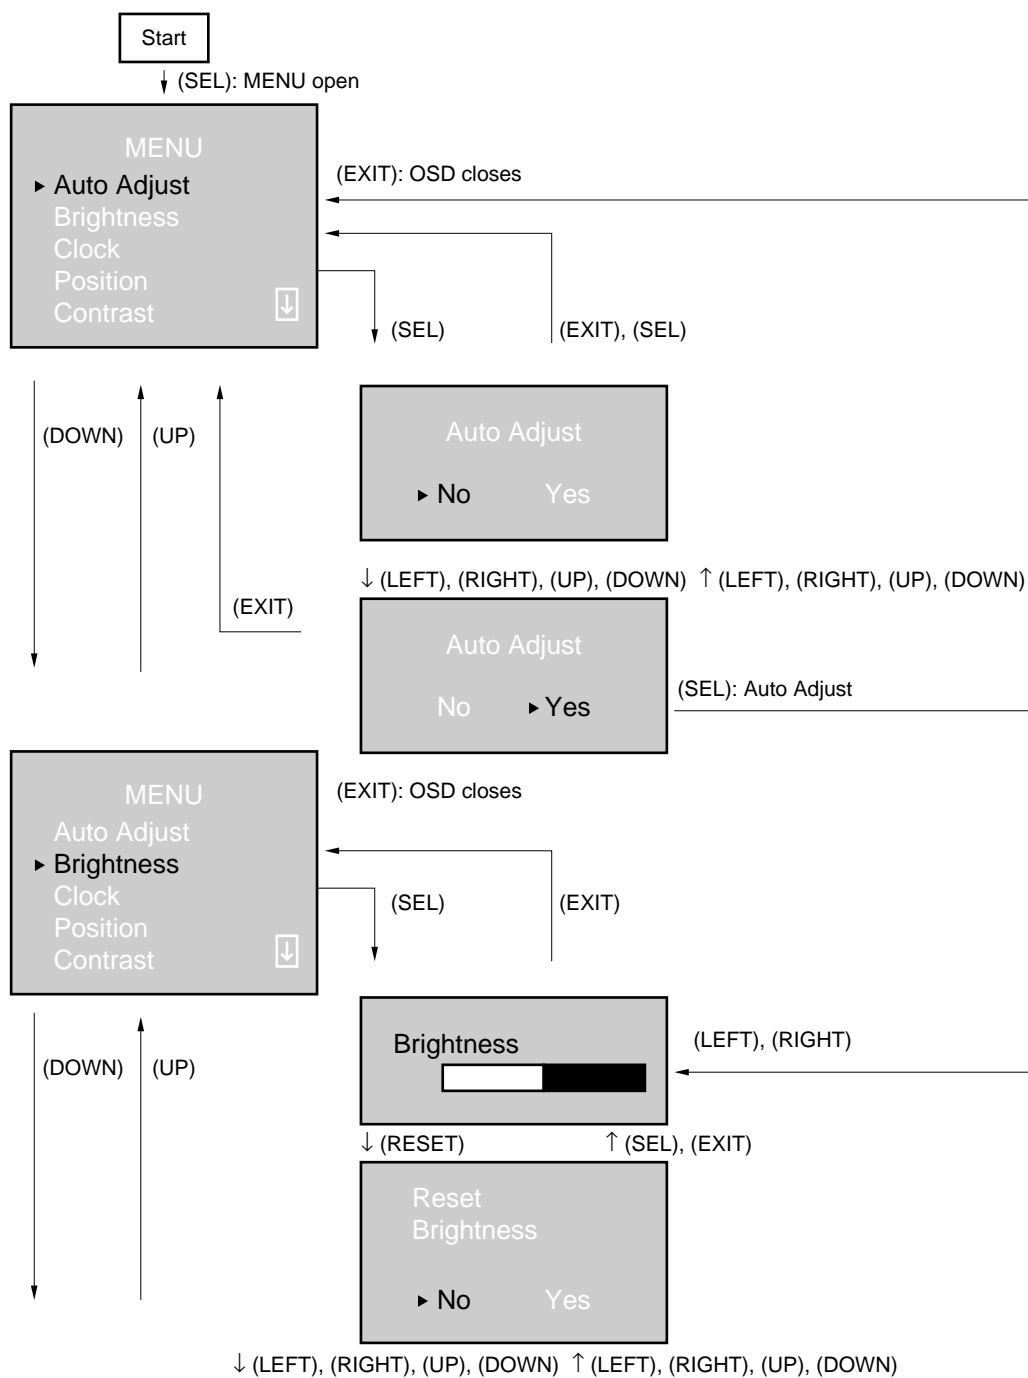 Start
↓ (SEL): MENU open
MENU
▸ Auto Adjust
Brightness
Clock
Position
Contrast
↓
(EXIT): OSD closes
(SEL)
(EXIT), (SEL)
(DOWN)
(UP)
(EXIT)
Auto Adjust
▸ No Yes
↓ (LEFT), (RIGHT), (UP), (DOWN) ↑ (LEFT), (RIGHT), (UP), (DOWN)
Auto Adjust
No ▸ Yes
(SEL): Auto Adjust
MENU
Auto Adjust
▸ Brightness
Clock
Position
Contrast
↓
(EXIT): OSD closes
(SEL)
(EXIT)
(DOWN)
(UP)
Brightness
(LEFT), (RIGHT)
↓ (RESET) ↑ (SEL), (EXIT)
Reset
Brightness
▸ No Yes
↓ (LEFT), (RIGHT), (UP), (DOWN) ↑ (LEFT), (RIGHT), (UP), (DOWN)